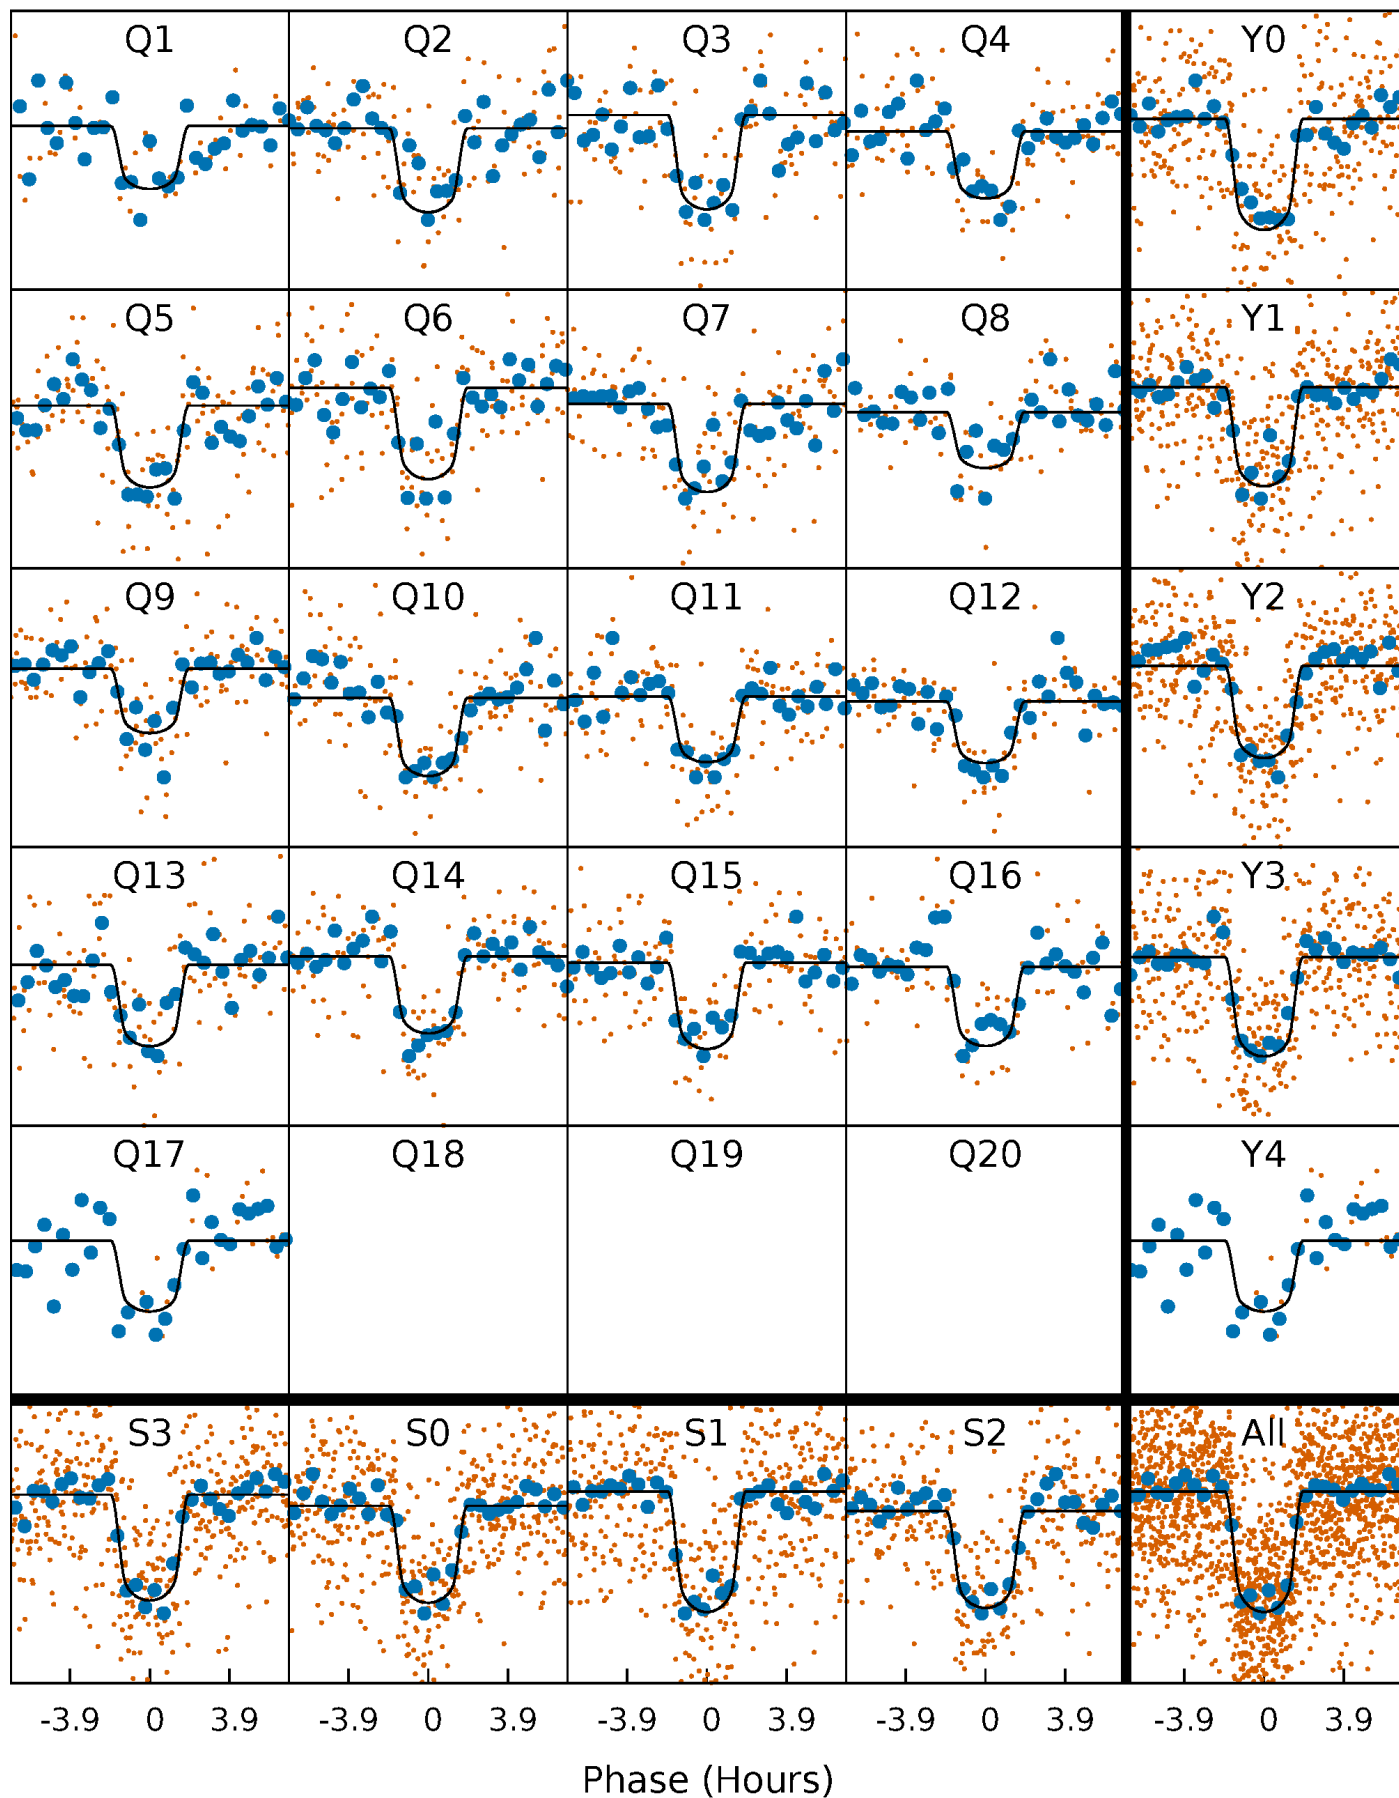 Q1 Q2 Q3 Q4 Y0
Q5 Q6 Q7 Q8 Y1
Q9 Q10 Q11 Q12 Y2
Q13 Q14 Q15 Q16 Y3
Q17 Q18 Q19 Q20 Y4
S3 S0 S1 S2 All
-3.9 0 3.9 -3.9 0 3.9 -3.9 0 3.9 -3.9 0 3.9 -3.9 0 3.9
Phase (Hours)